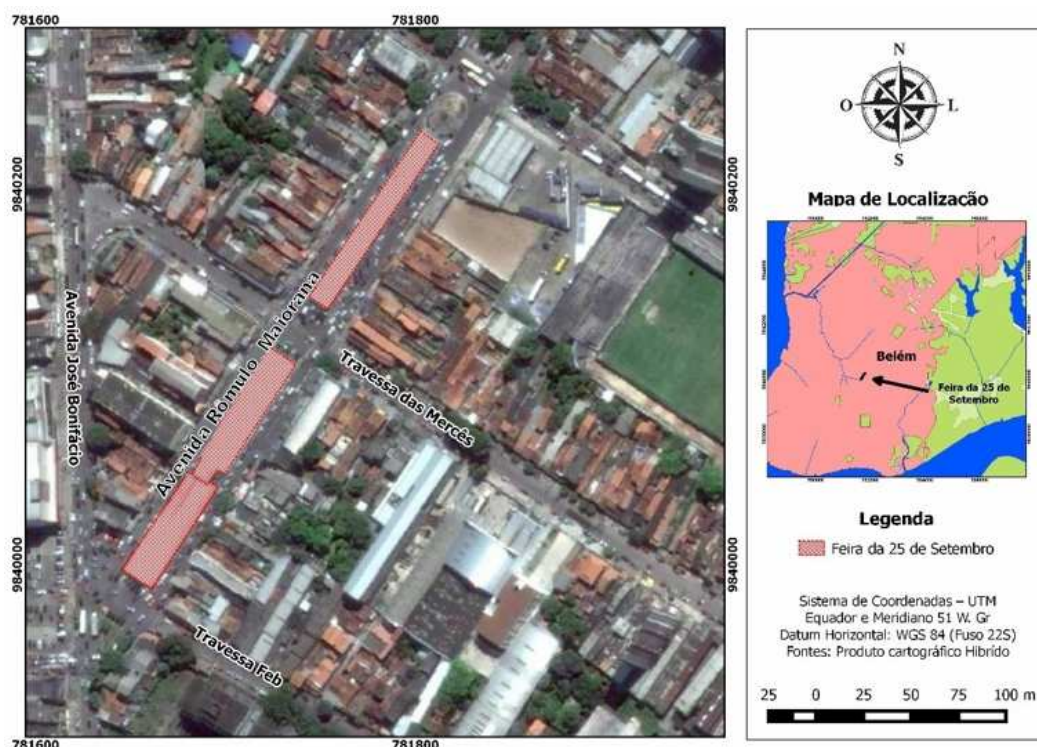 781600
781800
9840200
Avenida José Bonifácio
Avenida Romulo Maiorana
Travessa das Mercês
9840000
Travessa Feb
781600
781800
9840200
9840000
N
O
L
S
Mapa de Localização
Belém
Feira da 25 de
Setembro
Legenda
Feira da 25 de Setembro
Sistema de Coordenadas – UTM
Equador e Meridiano 51 W. Gr
Datum Horizontal: WGS 84 (Fuso 22S)
Fontes: Produto cartográfico Hibrído
25 0 25 50 75 100 m